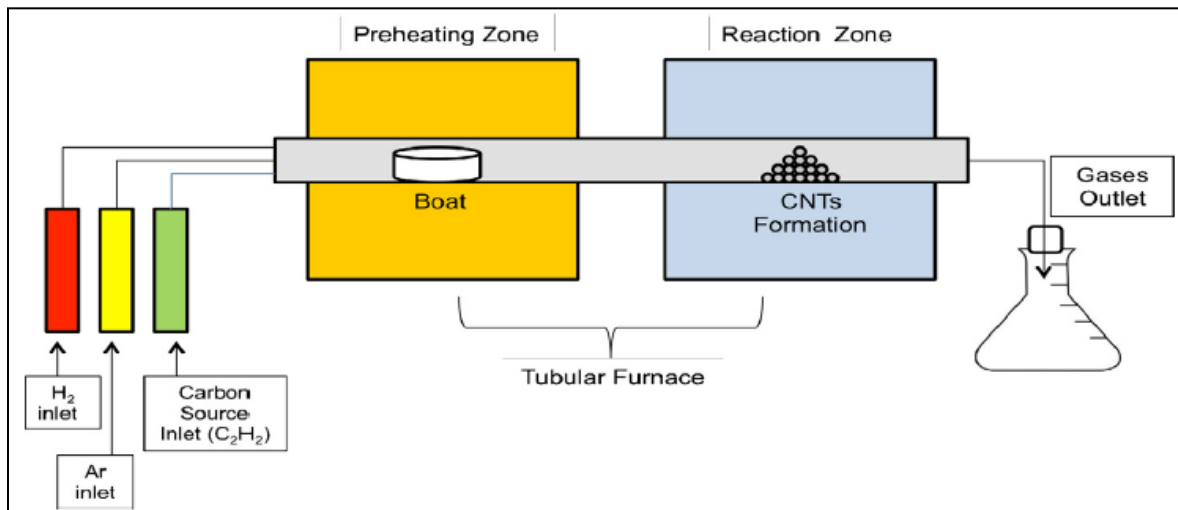 Preheating Zone
Reaction Zone
Boat
CNTs
Formation
Gases
Outlet
Tubular Furnace
H₂
inlet
Carbon
Source
Inlet (C₂H₂)
Ar
inlet